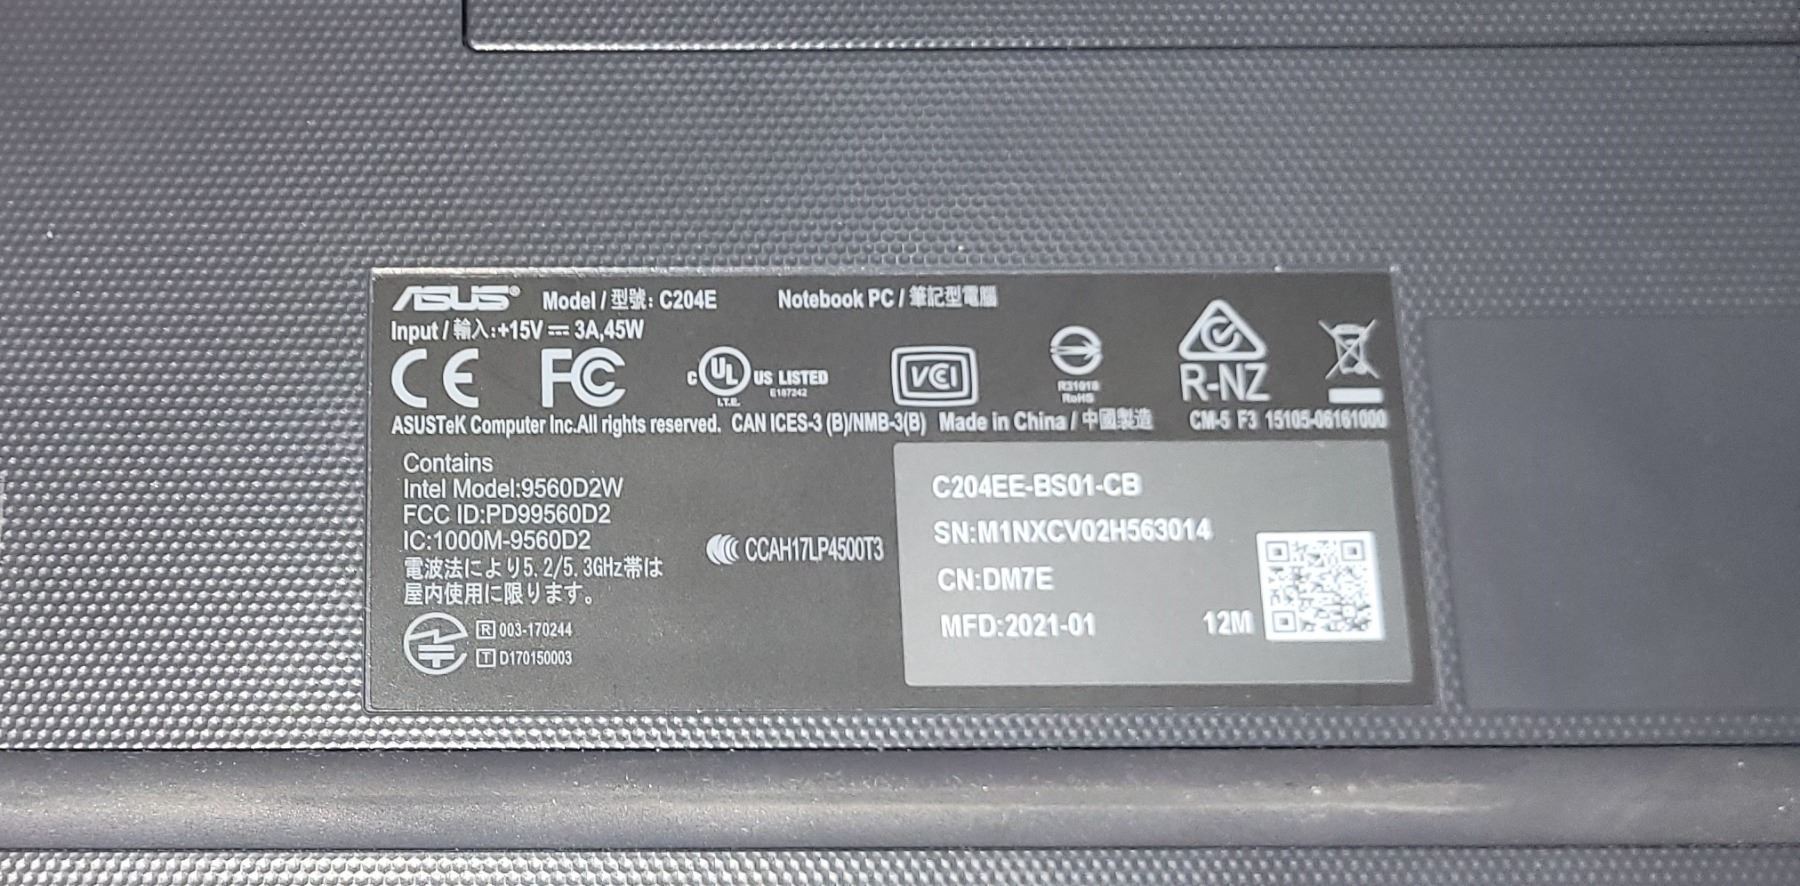 ASUS® Model / 型號: C204E Notebook PC / 筆記型電腦
Input / 輸入:+15V ⎓ 3A,45W
CE FC c UL US LISTED I.T.E. E187242 VCI R31018 RoHS R-NZ
ASUSTeK Computer Inc.All rights reserved. CAN ICES-3 (B)/NMB-3(B) Made in China / 中國製造 CM-5 F3 15105-06161000
Contains
Intel Model:9560D2W
FCC ID:PD99560D2
IC:1000M-9560D2
電波法により5.2/5.3GHz帯は
屋内使用に限ります。
R 003-170244
T D170150003
CCAH17LP4500T3
C204EE-BS01-CB
SN:M1NXCV02H563014
CN:DM7E
MFD:2021-01 12M